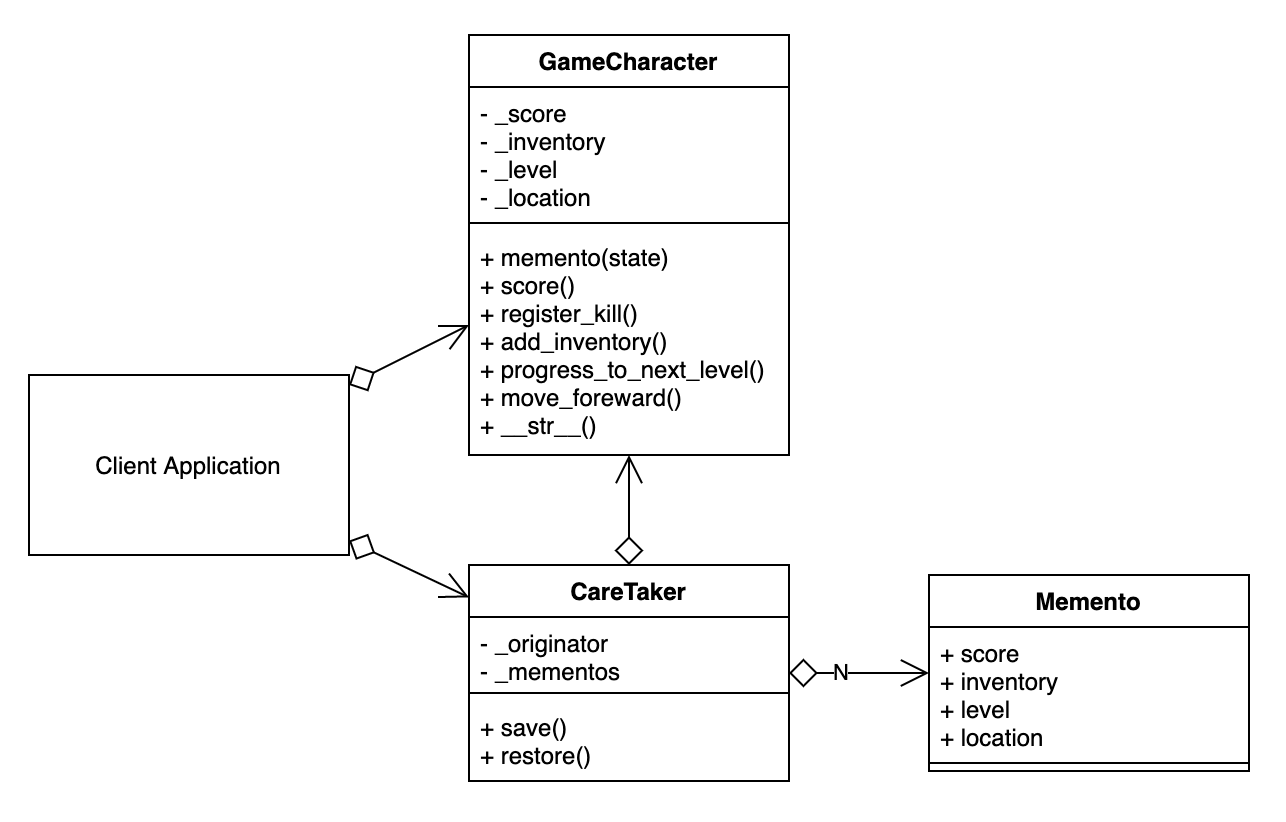 GameCharacter
- _score
- _inventory
- _level
- _location
+ memento(state)
+ score()
+ register_kill()
+ add_inventory()
+ progress_to_next_level()
+ move_foreward()
+ __str__()
Client Application
CareTaker
- _originator
- _mementos
+ save()
+ restore()
N
Memento
+ score
+ inventory
+ level
+ location